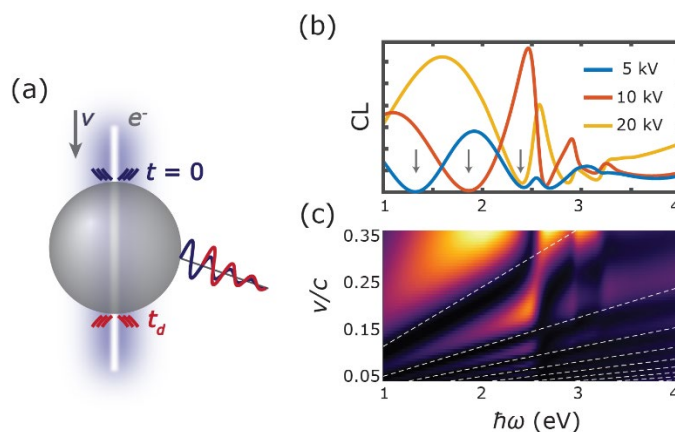 (a)
v
e-
t = 0
t_d
(b)
CL
5 kV
10 kV
20 kV
1 2 3 4
(c)
v/c
0.35
0.25
0.15
0.05
1 2 3 4
ħω (eV)